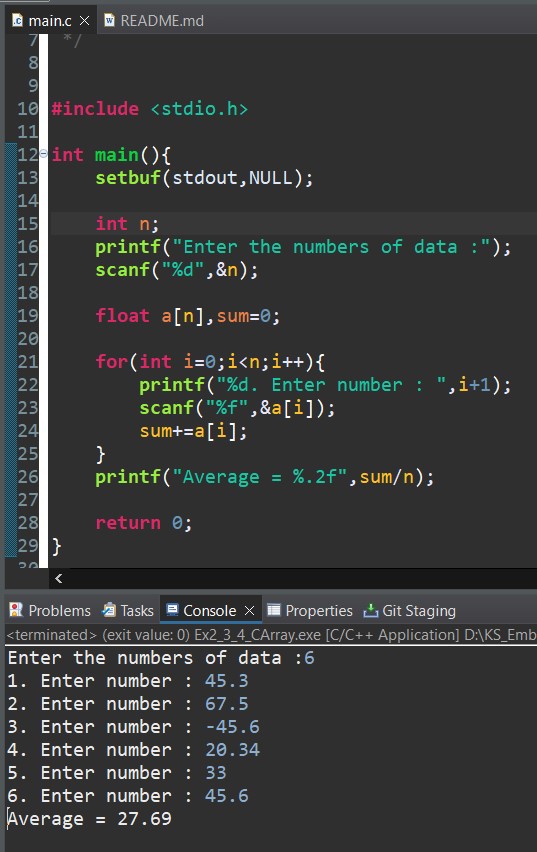 main.c README.md
7 */
8
9
10 #include <stdio.h>
11
12 int main(){
13     setbuf(stdout,NULL);
14
15     int n;
16     printf("Enter the numbers of data :");
17     scanf("%d",&n);
18
19     float a[n],sum=0;
20
21     for(int i=0;i<n;i++){
22         printf("%d. Enter number : ",i+1);
23         scanf("%f",&a[i]);
24         sum+=a[i];
25     }
26     printf("Average = %.2f",sum/n);
27
28     return 0;
29 }
Problems Tasks Console Properties Git Staging
<terminated> (exit value: 0) Ex2_3_4_CArray.exe [C/C++ Application] D:\KS_Emb
Enter the numbers of data :6
1. Enter number : 45.3
2. Enter number : 67.5
3. Enter number : -45.6
4. Enter number : 20.34
5. Enter number : 33
6. Enter number : 45.6
Average = 27.69